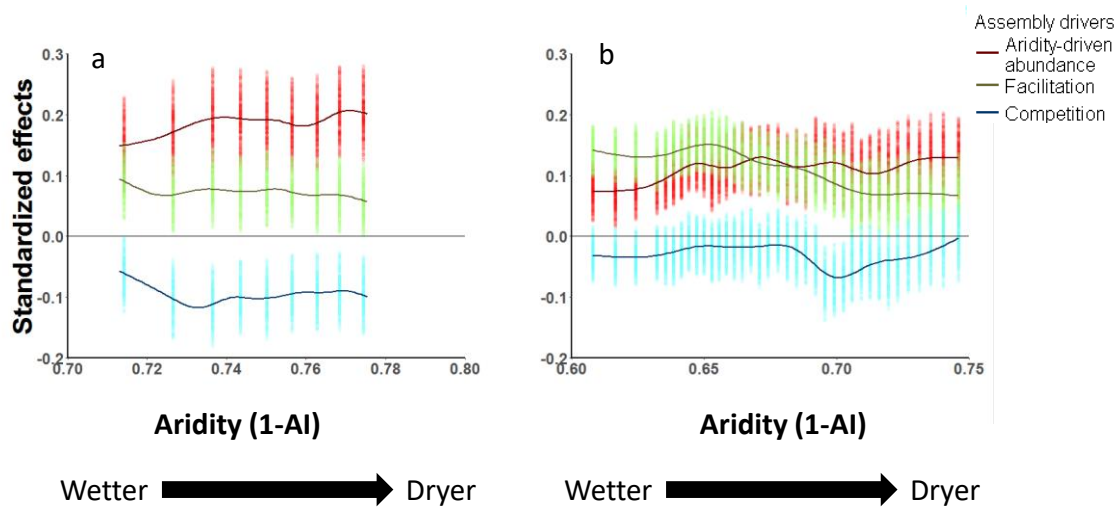 Assembly drivers
Aridity-driven
abundance
Facilitation
Competition
a
b
Standardized effects
0.3
0.2
0.1
0.0
-0.1
-0.2
0.70
0.72
0.74
0.76
0.78
0.80
0.3
0.2
0.1
0.0
-0.1
-0.2
0.60
0.65
0.70
0.75
Aridity (1-AI)
Aridity (1-AI)
Wetter Dryer
Wetter Dryer